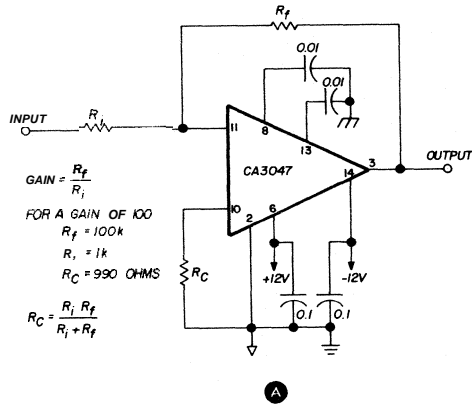 Rf
0.01
0.01
INPUT
Ri
11
8
13
3
OUTPUT
CA3047
14
GAIN = Rf / Ri
FOR A GAIN OF 100
Rf = 100k
R, = 1k
RC = 990 OHMS
RC = Ri Rf / Ri + Rf
10
2
6
RC
+12V
-12V
0.1
0.1
A